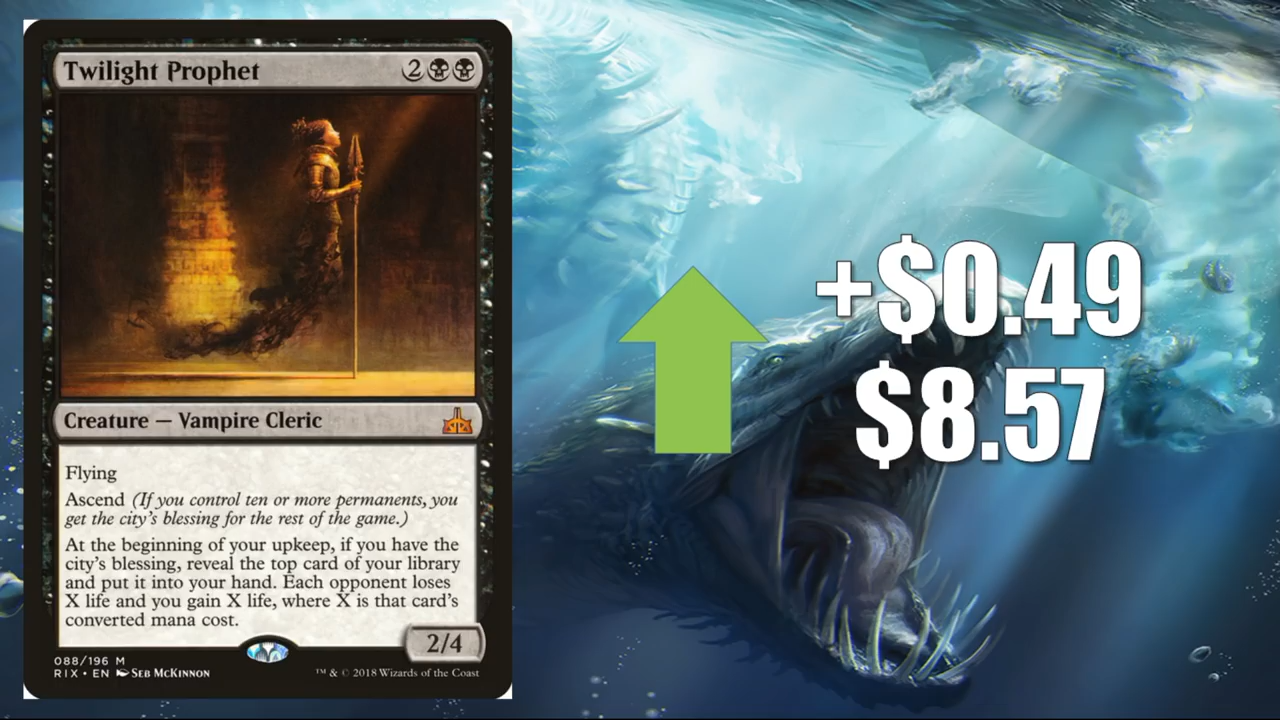 Twilight Prophet 2
Creature — Vampire Cleric
Flying
Ascend (If you control ten or more permanents, you
get the city's blessing for the rest of the game.)
At the beginning of your upkeep, if you have the
city's blessing, reveal the top card of your library
and put it into your hand. Each opponent loses
X life and you gain X life, where X is that card's
converted mana cost.
2/4
088/196 M
RIX • EN SEB MCKINNON
™ & © 2018 Wizards of the Coast
+$0.49
$8.57